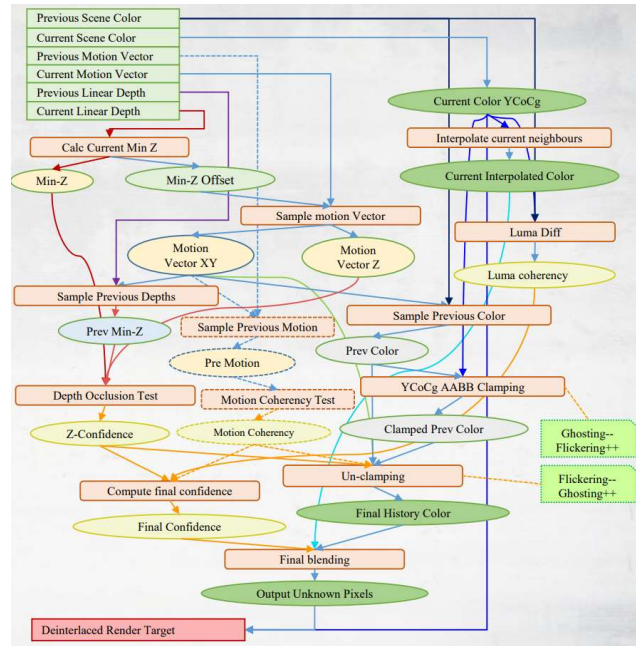 Previous Scene Color
Current Scene Color
Previous Motion Vector
Current Motion Vector
Previous Linear Depth
Current Linear Depth
Current Color YCoCg
Calc Current Min Z
Interpolate current neighbours
Min-Z
Min-Z Offset
Current Interpolated Color
Sample motion Vector
Luma Diff
Motion
Vector XY
Motion
Vector Z
Luma coherency
Sample Previous Depths
Sample Previous Color
Prev Min-Z
Sample Previous Motion
Prev Color
Pre Motion
YCoCg AABB Clamping
Depth Occlusion Test
Motion Coherency Test
Z-Confidence
Motion Coherency
Clamped Prev Color
Ghosting--
Flickering++
Un-clamping
Flickering--
Ghosting++
Compute final confidence
Final History Color
Final Confidence
Final blending
Output Unknown Pixels
Deinterlaced Render Target